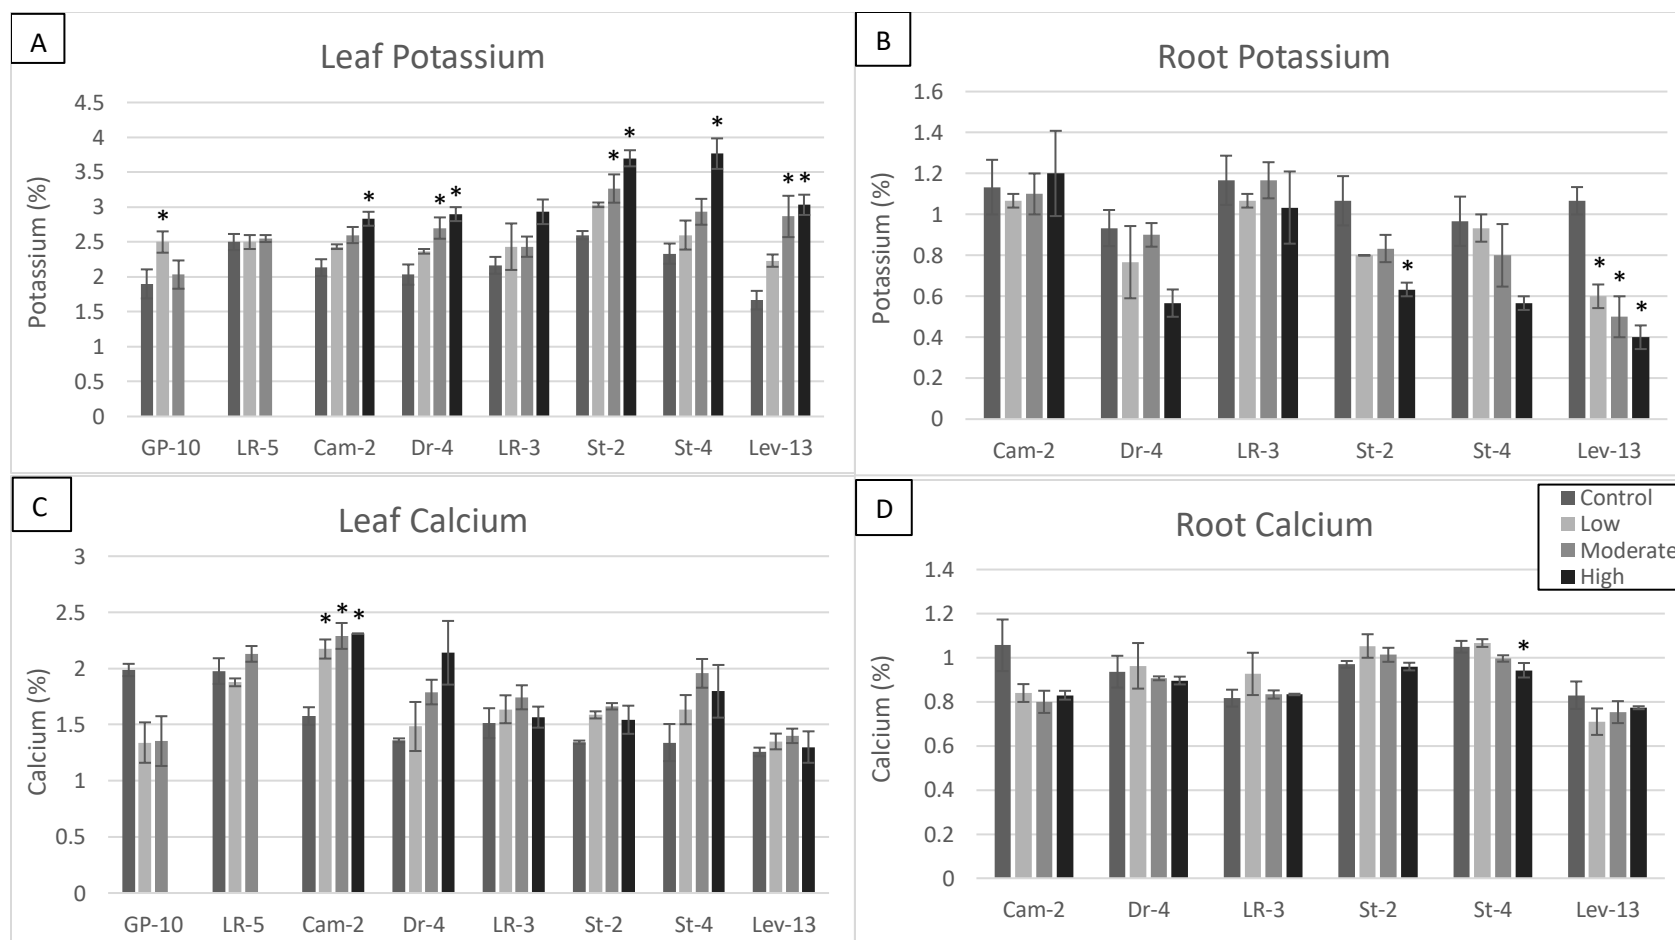 A
Leaf Potassium
Potassium (%)
4.5
4
3.5
3
2.5
2
1.5
1
0.5
0
* * * * * * * * *
GP-10 LR-5 Cam-2 Dr-4 LR-3 St-2 St-4 Lev-13
B
Root Potassium
Potassium (%)
1.6
1.4
1.2
1
0.8
0.6
0.4
0.2
0
* * * *
Cam-2 Dr-4 LR-3 St-2 St-4 Lev-13
C
Leaf Calcium
Calcium (%)
3
2.5
2
1.5
1
0.5
0
* * *
GP-10 LR-5 Cam-2 Dr-4 LR-3 St-2 St-4 Lev-13
D
Root Calcium
Control
Low
Moderate
High
Calcium (%)
1.4
1.2
1
0.8
0.6
0.4
0.2
0
*
Cam-2 Dr-4 LR-3 St-2 St-4 Lev-13